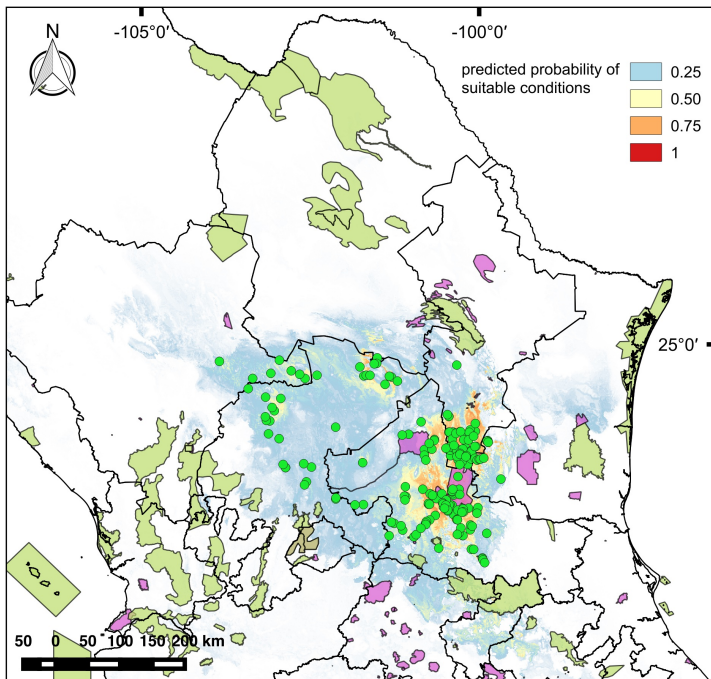 -105°0′
-100°0′
N
predicted probability of
suitable conditions
0.25
0.50
0.75
1
25°0′
50 0 50 100 150 200 km